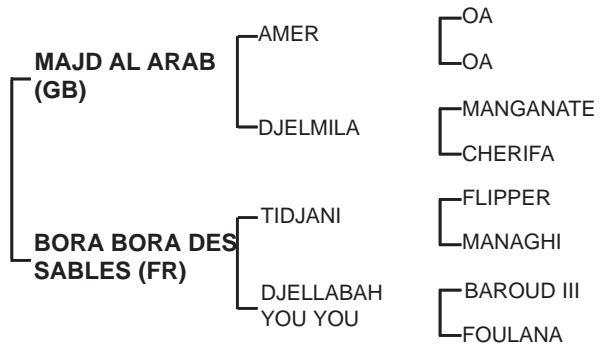 OA
AMER
OA
MAJD AL ARAB
(GB)
MANGANATE
DJELMILA
CHERIFA
FLIPPER
TIDJANI
MANAGHI
BORA BORA DES
SABLES (FR)
BAROUD III
DJELLABAH
YOU YOU
FOULANA